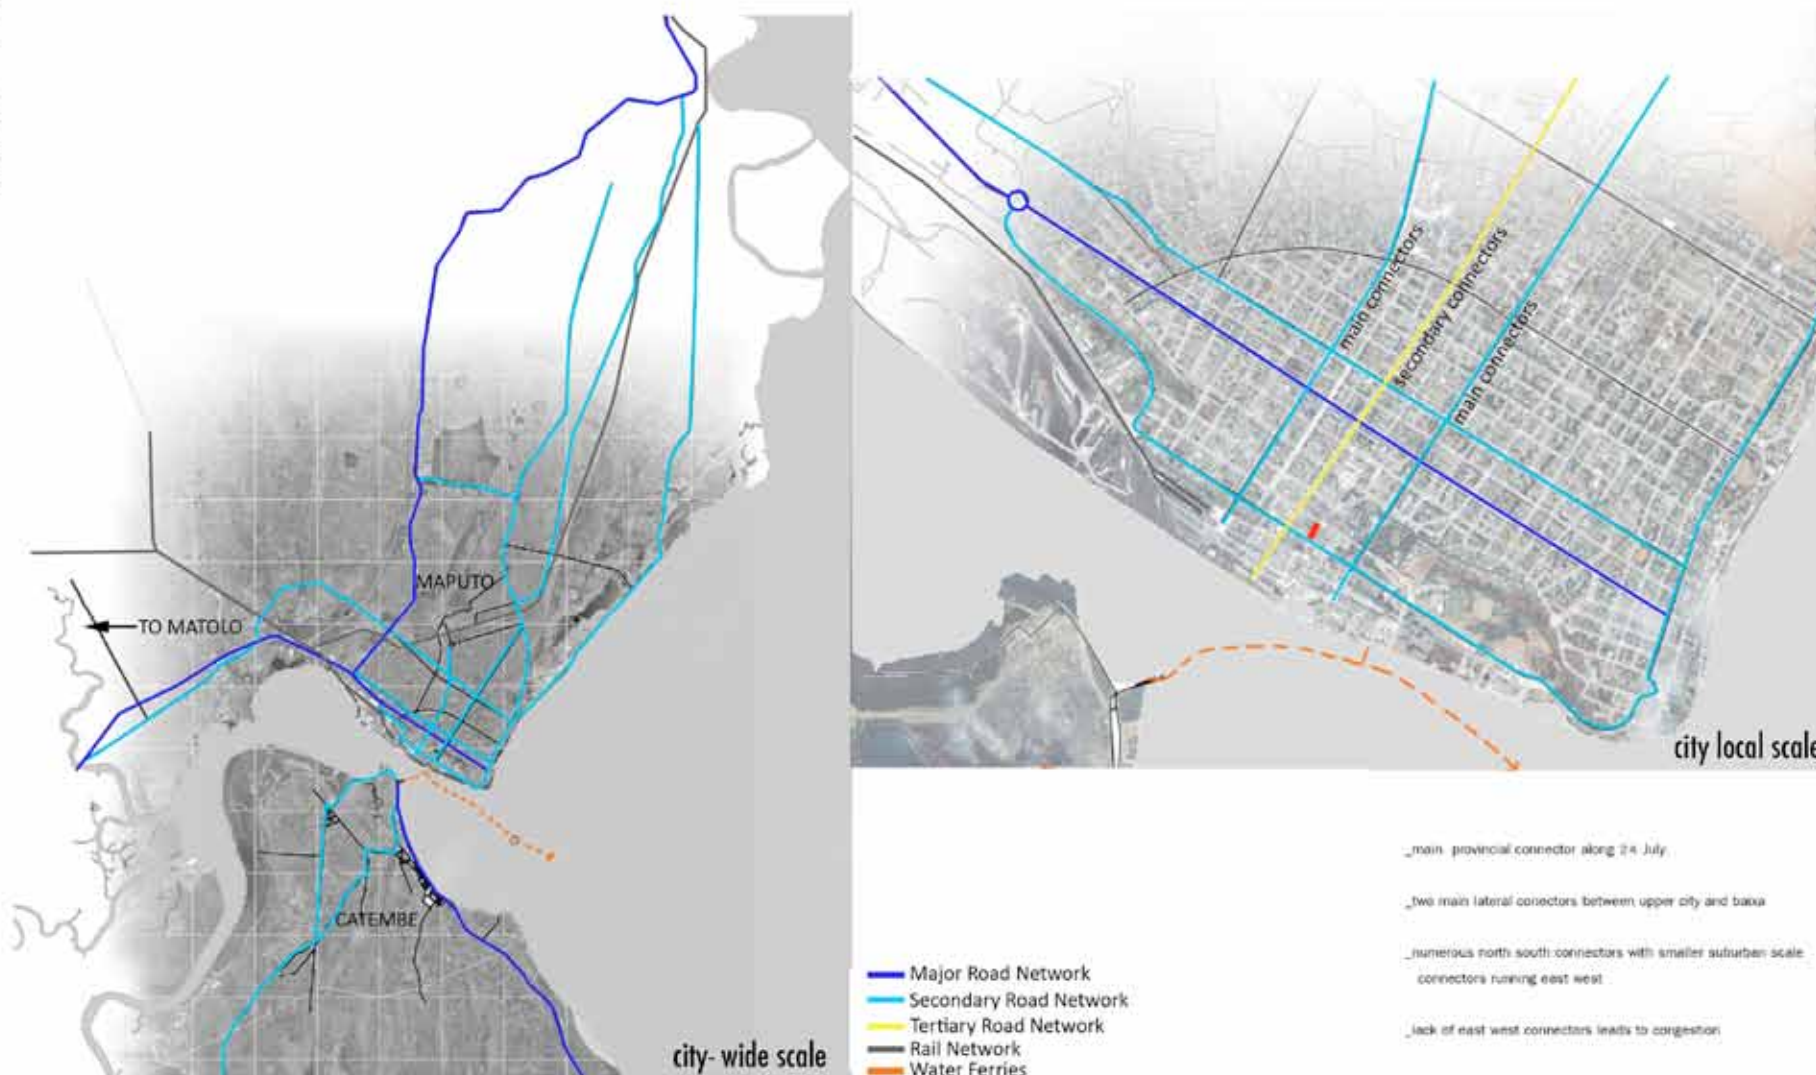 MAPUTO
TO MATOLO
CATEMBE
city- wide scale
main connectors
secondary connectors
main connectors
city local scale
Major Road Network
Secondary Road Network
Tertiary Road Network
Rail Network
Water Ferries
_main provincial connector along 24 July
_two main lateral conectors between upper city and baixa
_numerous north south connectors with smaller suburban scale
connectors running east west
_lack of east west connectors leads to congestion